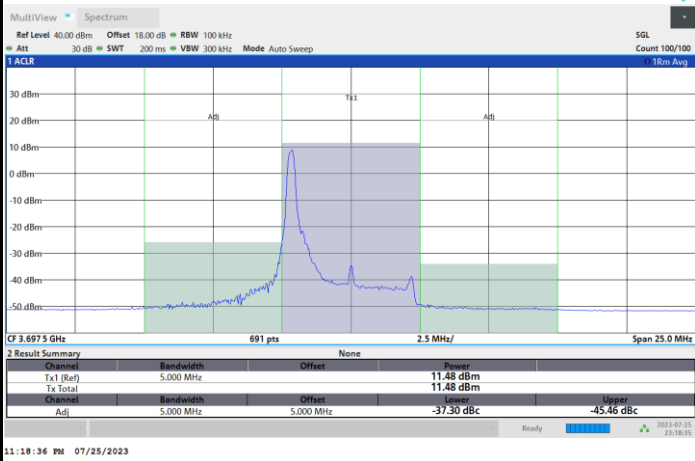 MultiView Spectrum
Ref Level 40.00 dBm Offset 18.00 dB RBW 100 kHz SGL
Att 30 dB SWT 200 ms VBW 300 kHz Mode Auto Sweep Count 100/100
1 ACLR 1Rm Avg
30 dBm
Tx1
20 dBm
Adj Adj
10 dBm
0 dBm
-10 dBm
-20 dBm
-30 dBm
-40 dBm
-50 dBm
CF 3.6975 GHz 691 pts 2.5 MHz/ Span 25.0 MHz
2 Result Summary None
Channel Bandwidth Offset Power
Tx1 (Ref) 5.000 MHz 11.48 dBm
Tx Total 11.48 dBm
Channel Bandwidth Offset Lower Upper
Adj 5.000 MHz 5.000 MHz -37.30 dBc -45.46 dBc
Ready 2023-07-25
23:18:35
11:18:36 PM 07/25/2023